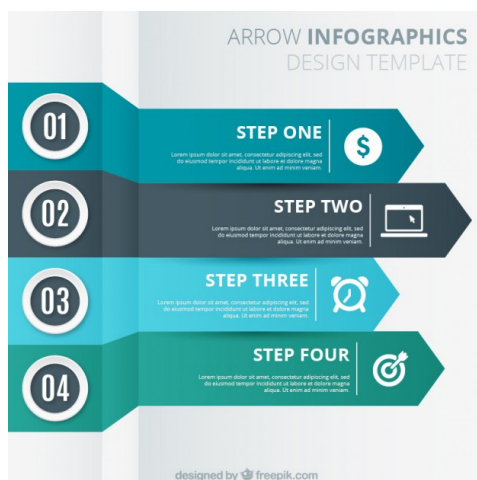 ARROW INFOGRAPHICS
DESIGN TEMPLATE
01
STEP ONE
Lorem ipsum dolor sit amet, consectetur adipiscing elit, sed
do eiusmod tempor incididunt ut labore et dolore magna
aliqua. Ut enim ad minim veniam.
02
STEP TWO
Lorem ipsum dolor sit amet, consectetur adipiscing elit, sed
do eiusmod tempor incididunt ut labore et dolore magna
aliqua. Ut enim ad minim veniam.
03
STEP THREE
Lorem ipsum dolor sit amet, consectetur adipiscing elit, sed
do eiusmod tempor incididunt ut labore et dolore magna
aliqua. Ut enim ad minim veniam.
04
STEP FOUR
Lorem ipsum dolor sit amet, consectetur adipiscing elit, sed
do eiusmod tempor incididunt ut labore et dolore magna
aliqua. Ut enim ad minim veniam.
designed by freepik.com